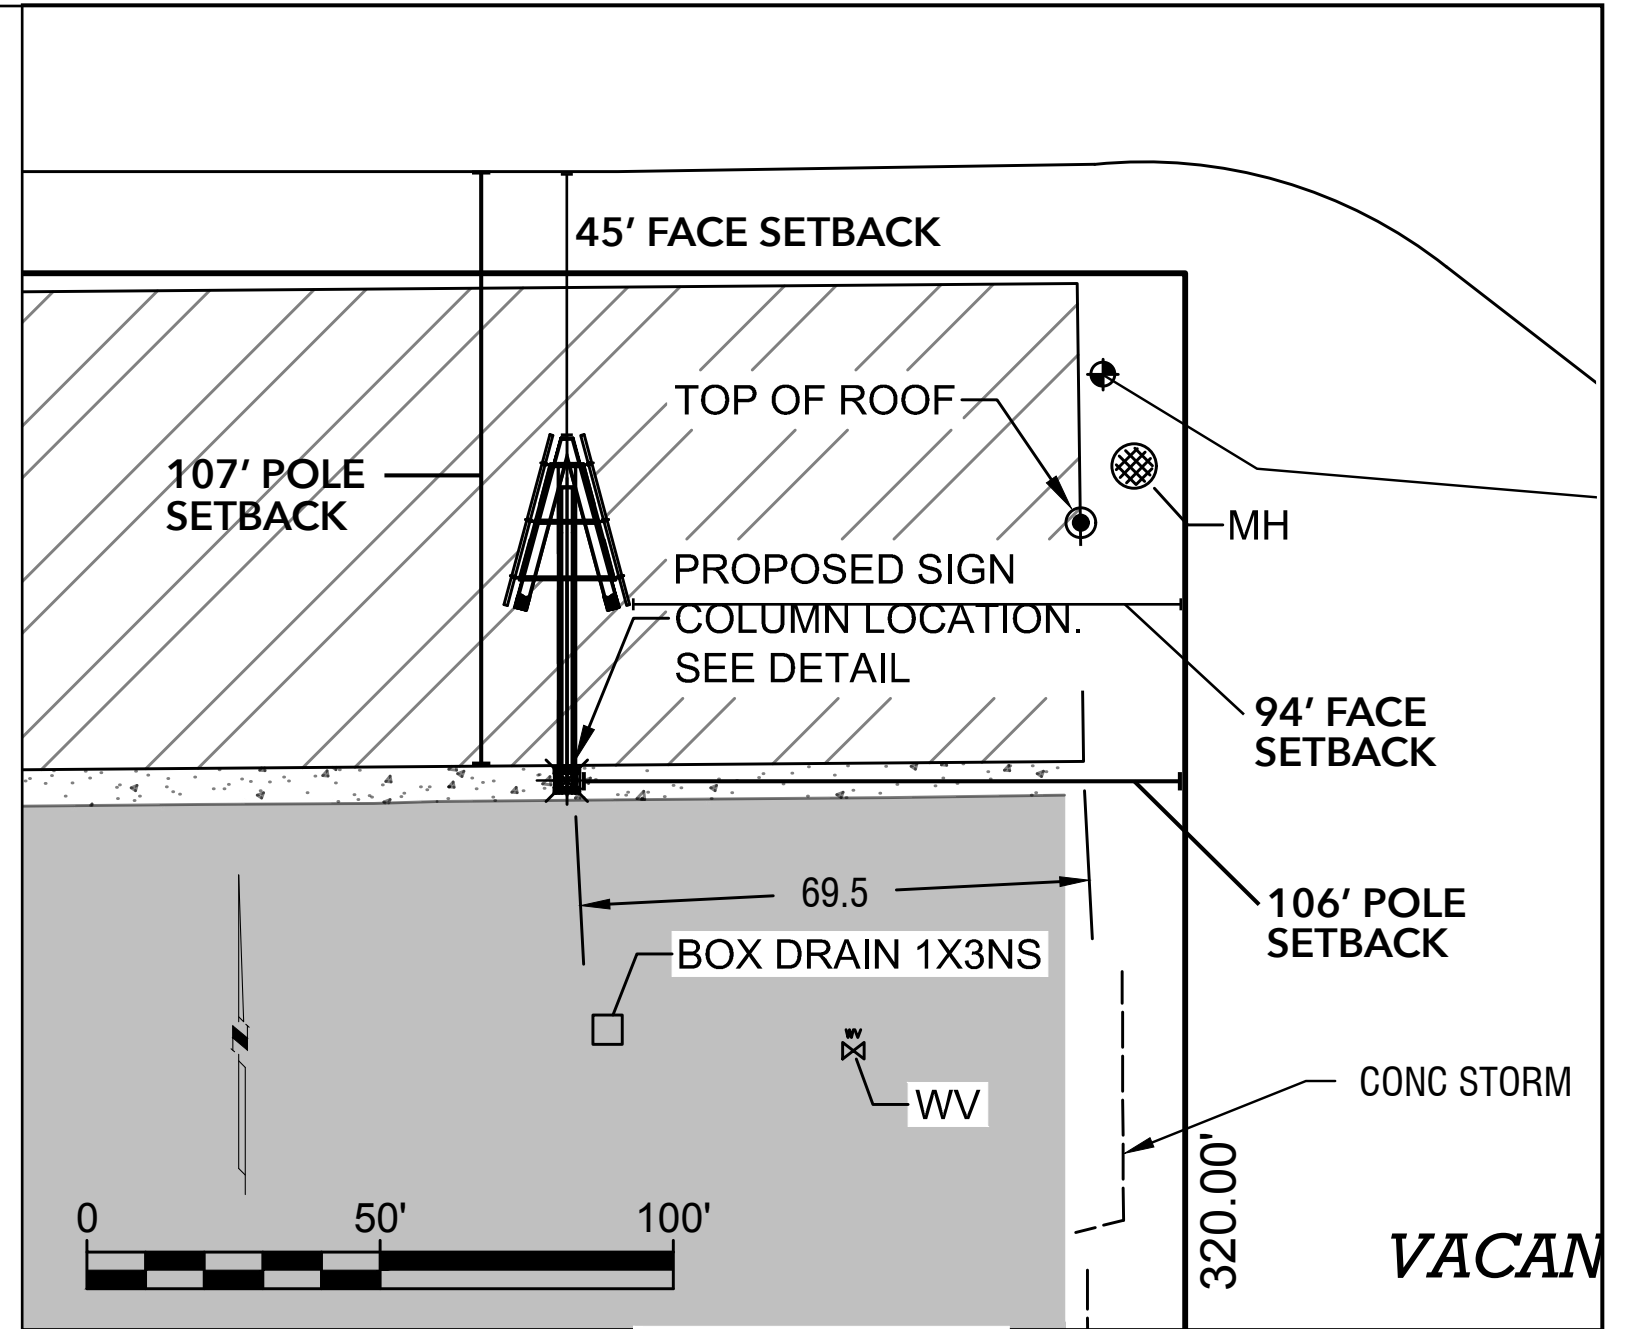 45' FACE SETBACK
TOP OF ROOF
107' POLE
SETBACK
MH
PROPOSED SIGN
COLUMN LOCATION.
SEE DETAIL
94' FACE
SETBACK
69.5
106' POLE
SETBACK
BOX DRAIN 1X3NS
N
WV
WV
CONC STORM
320.00'
0 50' 100'
VACAN